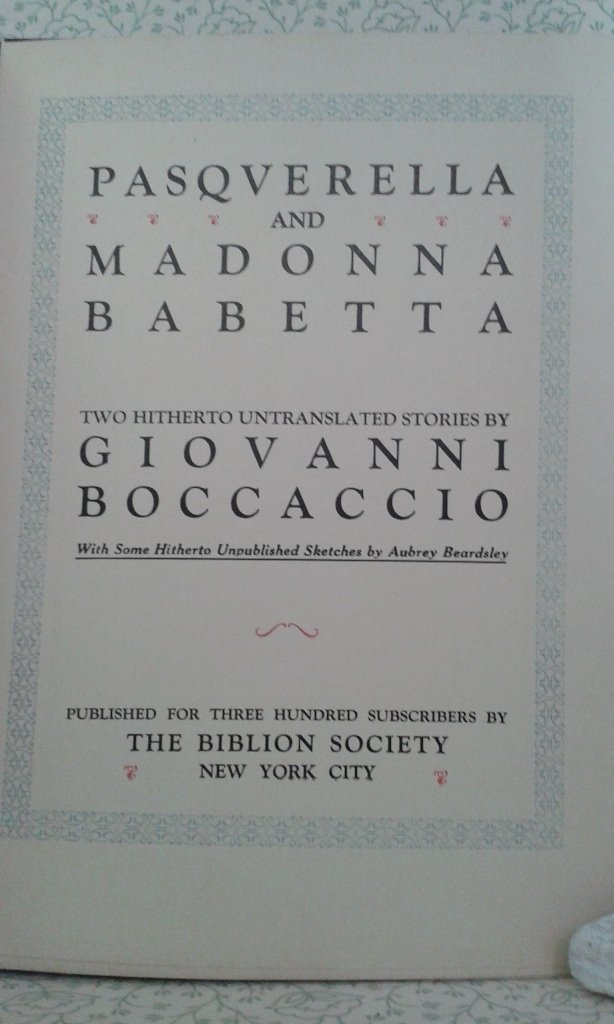 PASQVERELLA
AND
MADONNA
BABETTA
TWO HITHERTO UNTRANSLATED STORIES BY
GIOVANNI
BOCCACCIO
With Some Hitherto Unpublished Sketches by Aubrey Beardsley
PUBLISHED FOR THREE HUNDRED SUBSCRIBERS BY
THE BIBLION SOCIETY
NEW YORK CITY